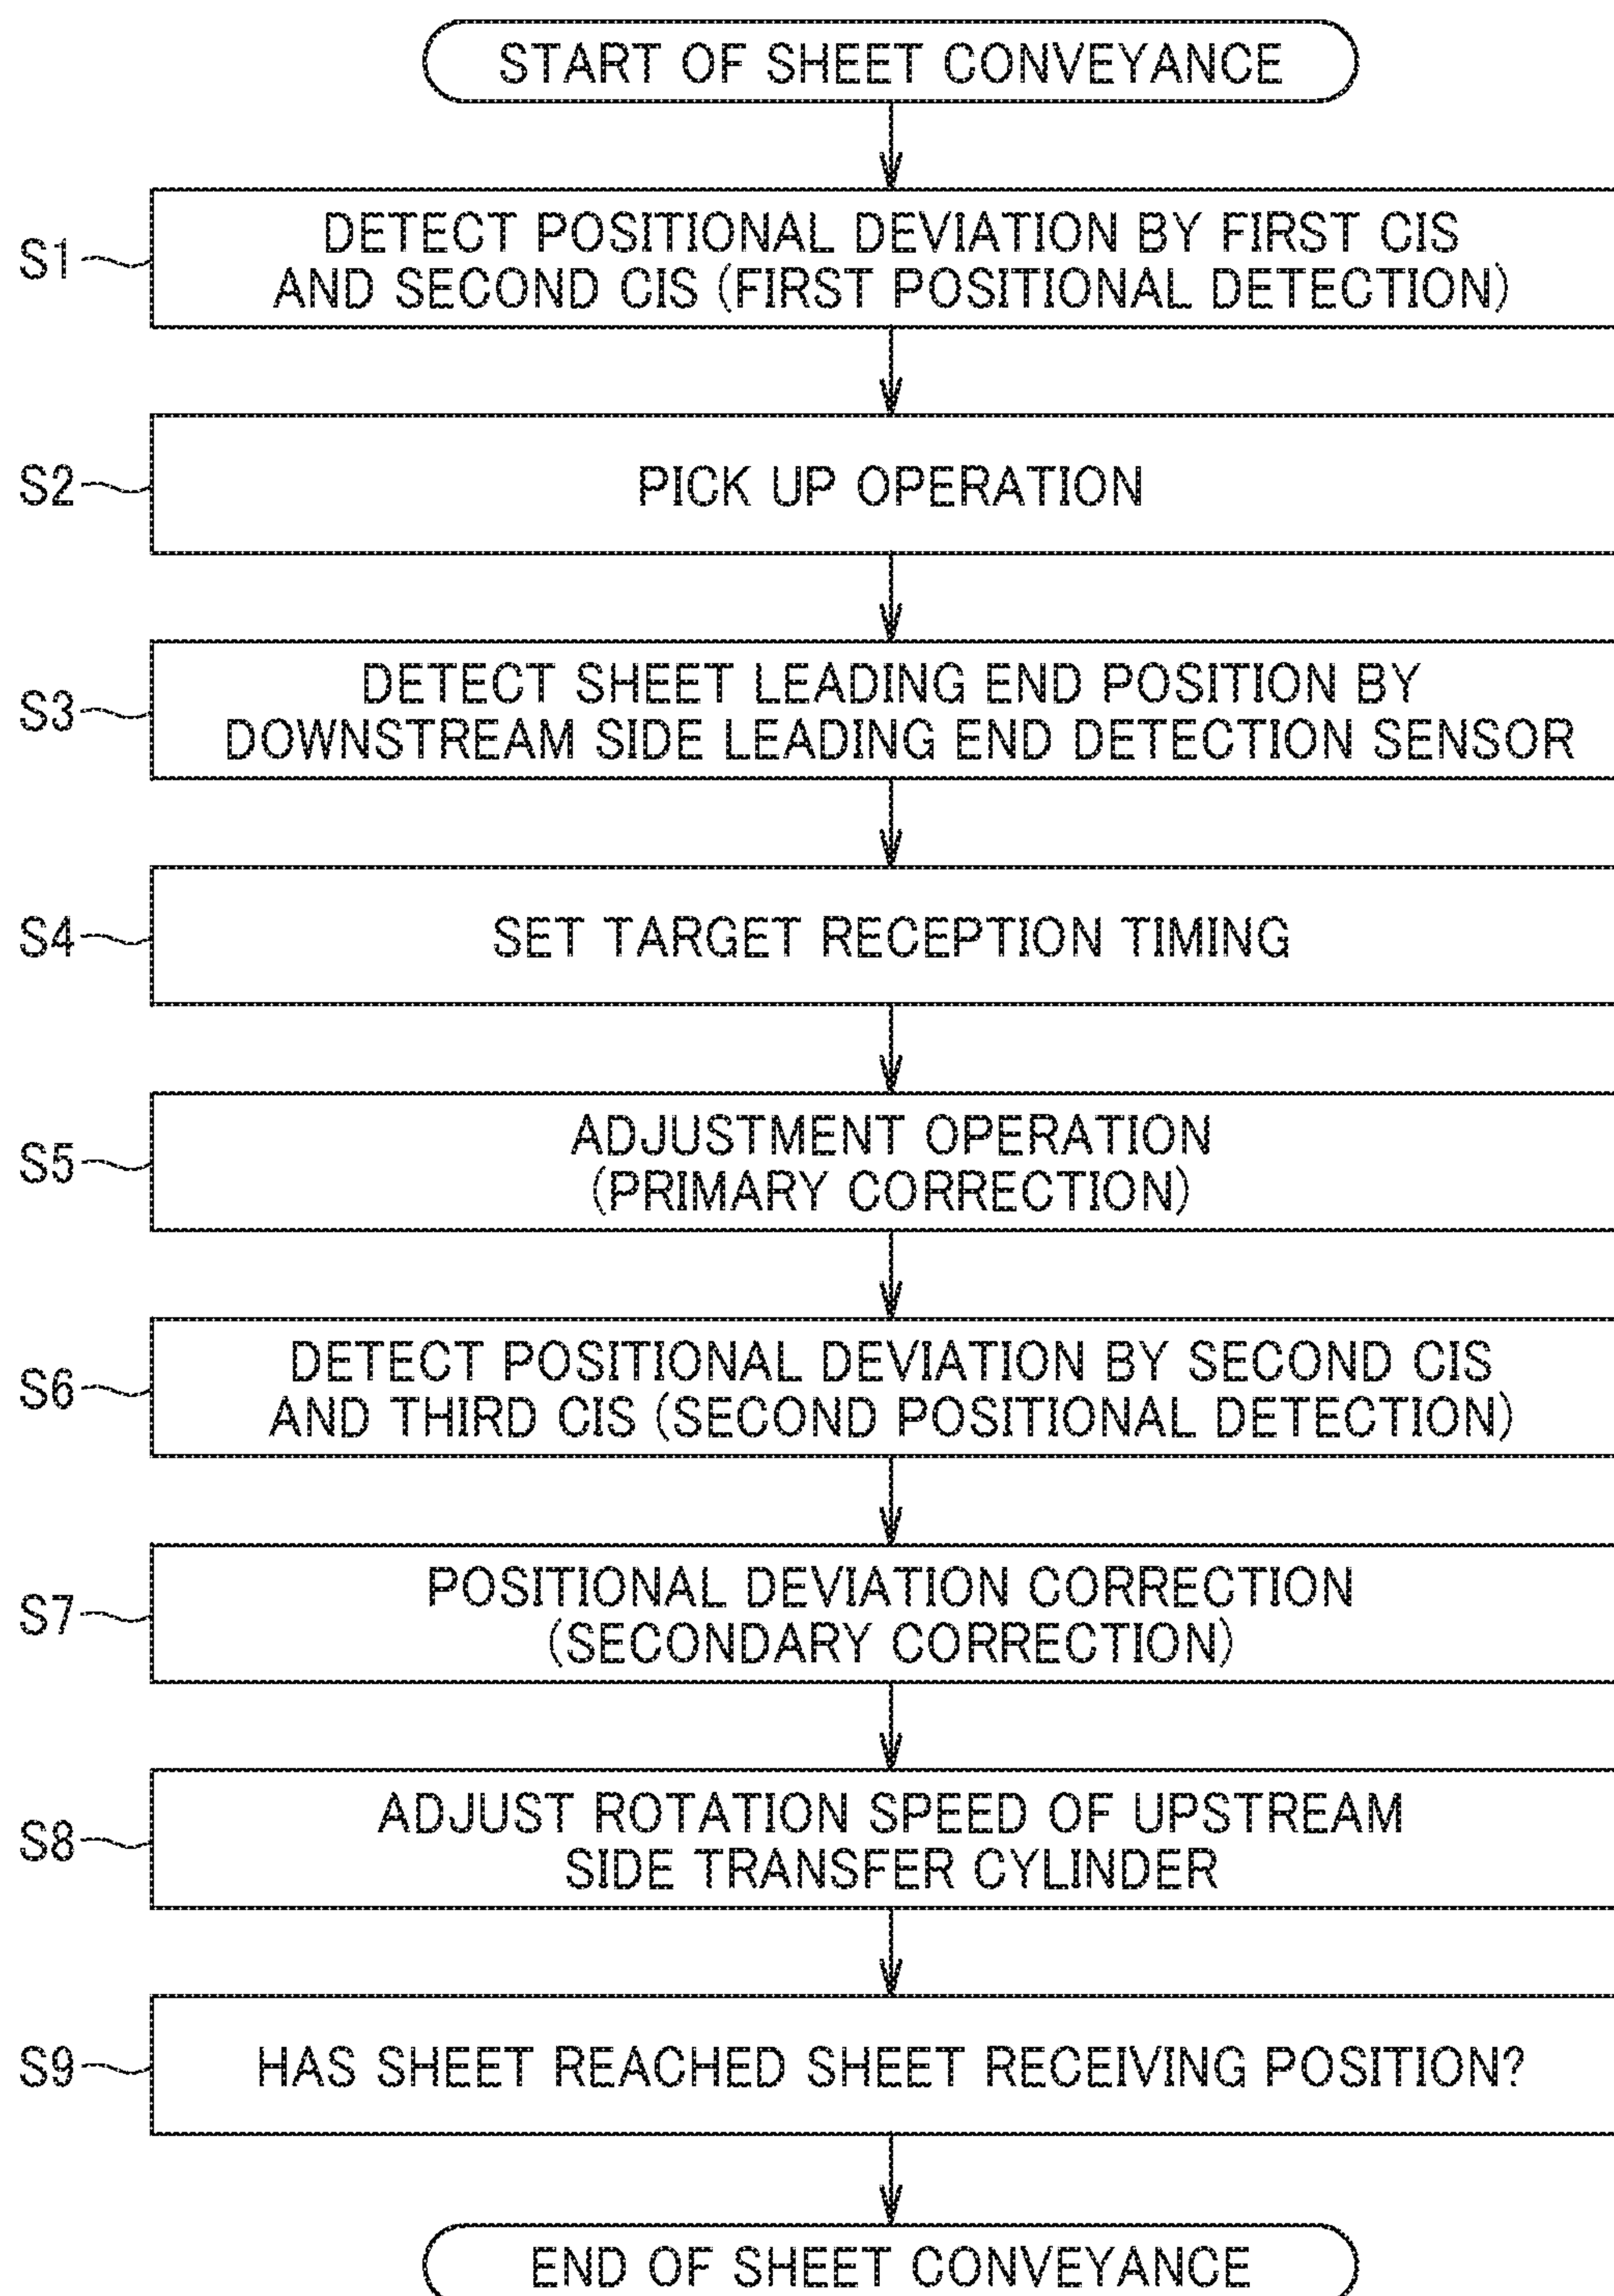 START OF SHEET CONVEYANCE
S1
DETECT POSITIONAL DEVIATION BY FIRST CIS
AND SECOND CIS (FIRST POSITIONAL DETECTION)
S2
PICK UP OPERATION
S3
DETECT SHEET LEADING END POSITION BY
DOWNSTREAM SIDE LEADING END DETECTION SENSOR
S4
SET TARGET RECEPTION TIMING
S5
ADJUSTMENT OPERATION
(PRIMARY CORRECTION)
S6
DETECT POSITIONAL DEVIATION BY SECOND CIS
AND THIRD CIS (SECOND POSITIONAL DETECTION)
S7
POSITIONAL DEVIATION CORRECTION
(SECONDARY CORRECTION)
S8
ADJUST ROTATION SPEED OF UPSTREAM
SIDE TRANSFER CYLINDER
S9
HAS SHEET REACHED SHEET RECEIVING POSITION?
END OF SHEET CONVEYANCE